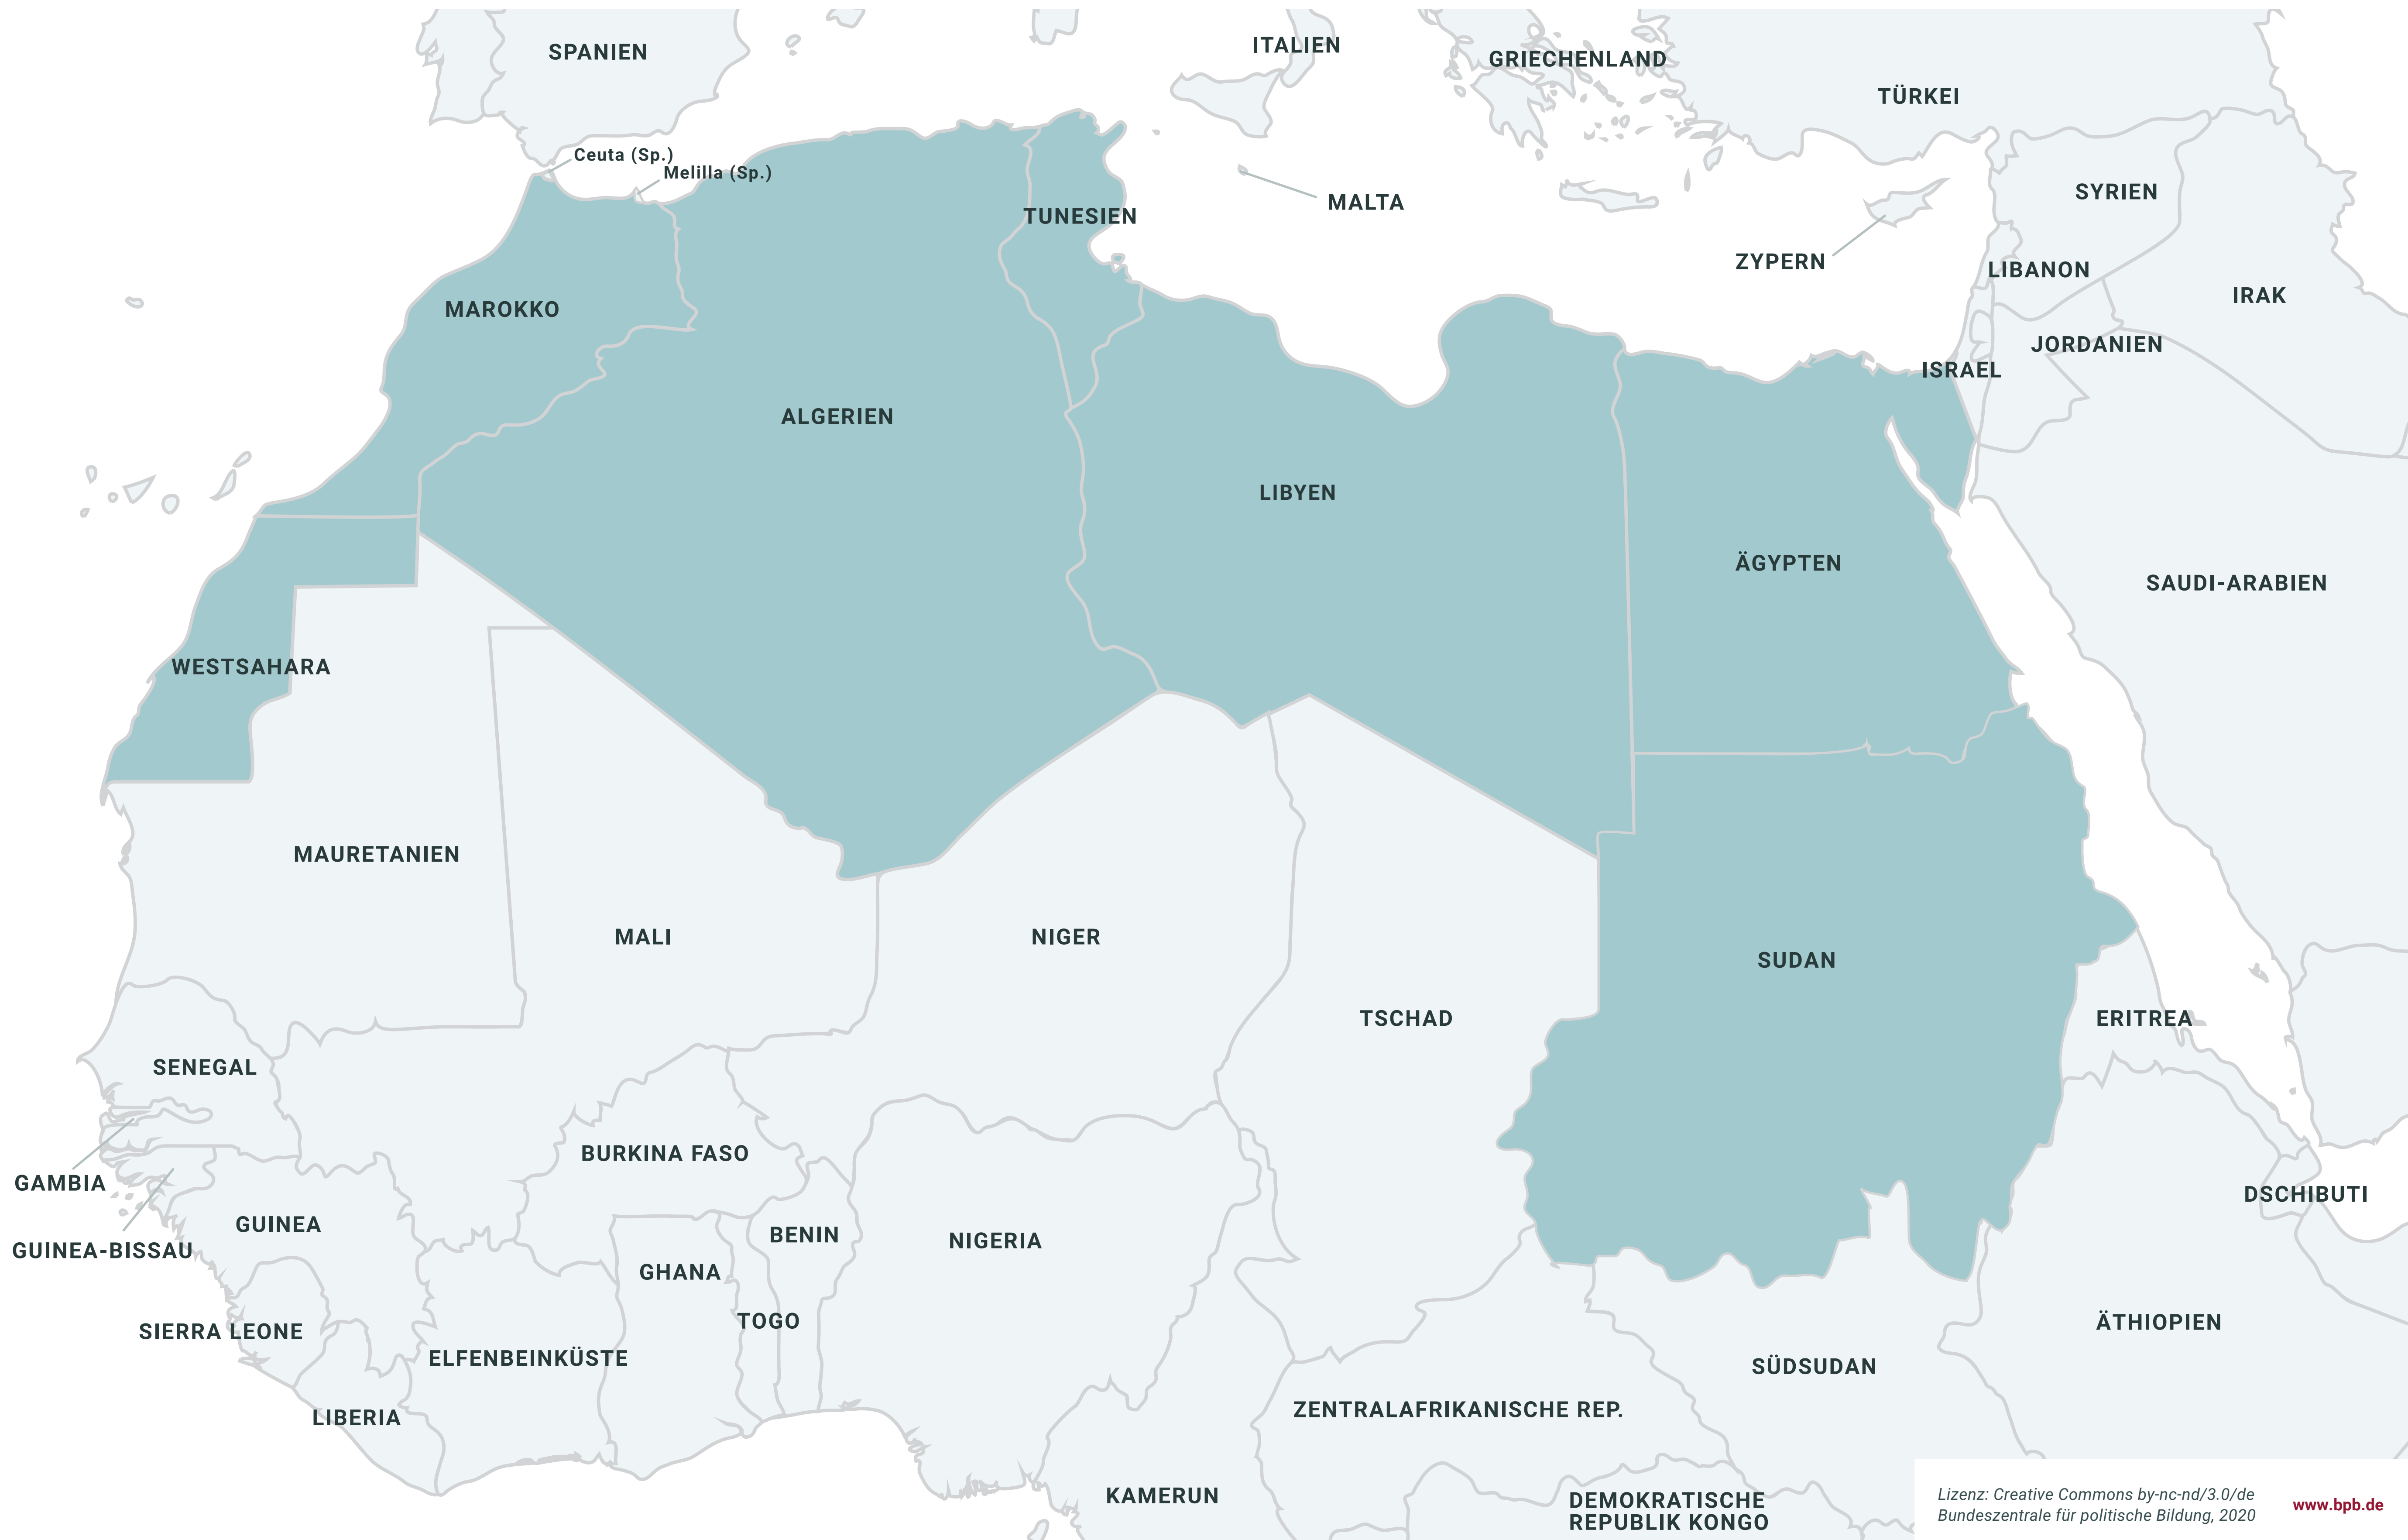 SPANIEN
ITALIEN
GRIECHENLAND
TÜRKEI
Ceuta (Sp.)
Melilla (Sp.)
MALTA
SYRIEN
TUNESIEN
ZYPERN
LIBANON
IRAK
MAROKKO
JORDANIEN
ISRAEL
ALGERIEN
LIBYEN
ÄGYPTEN
SAUDI-ARABIEN
WESTSAHARA
MAURETANIEN
MALI
NIGER
SUDAN
TSCHAD
ERITREA
SENEGAL
BURKINA FASO
GAMBIA
DSCHIBUTI
GUINEA
BENIN
NIGERIA
GUINEA-BISSAU
GHANA
TOGO
ÄTHIOPIEN
SIERRA LEONE
ELFENBEINKÜSTE
SÜDSUDAN
LIBERIA
ZENTRALAFRIKANISCHE REP.
KAMERUN
DEMOKRATISCHE
REPUBLIK KONGO
Lizenz: Creative Commons by-nc-nd/3.0/de
Bundeszentrale für politische Bildung, 2020
www.bpb.de